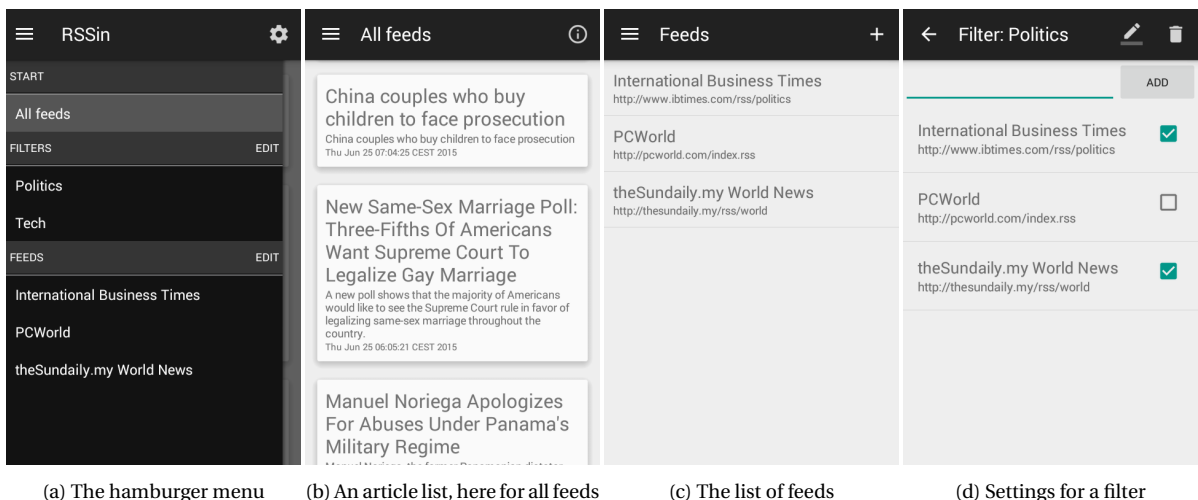 RSSin
START
All feeds
FILTERS EDIT
Politics
Tech
FEEDS EDIT
International Business Times
PCWorld
theSundaily.my World News
All feeds
China couples who buy
children to face prosecution
China couples who buy children to face prosecution
Thu Jun 25 07:04:25 CEST 2015
New Same-Sex Marriage Poll:
Three-Fifths Of Americans
Want Supreme Court To
Legalize Gay Marriage
A new poll shows that the majority of Americans
would like to see the Supreme Court rule in favor of
legalizing same-sex marriage throughout the
country.
Thu Jun 25 06:05:21 CEST 2015
Manuel Noriega Apologizes
For Abuses Under Panama's
Military Regime
Feeds
International Business Times
http://www.ibtimes.com/rss/politics
PCWorld
http://pcworld.com/index.rss
theSundaily.my World News
http://thesundaily.my/rss/world
Filter: Politics
ADD
International Business Times
http://www.ibtimes.com/rss/politics
PCWorld
http://pcworld.com/index.rss
theSundaily.my World News
http://thesundaily.my/rss/world
(a) The hamburger menu
(b) An article list, here for all feeds
(c) The list of feeds
(d) Settings for a filter